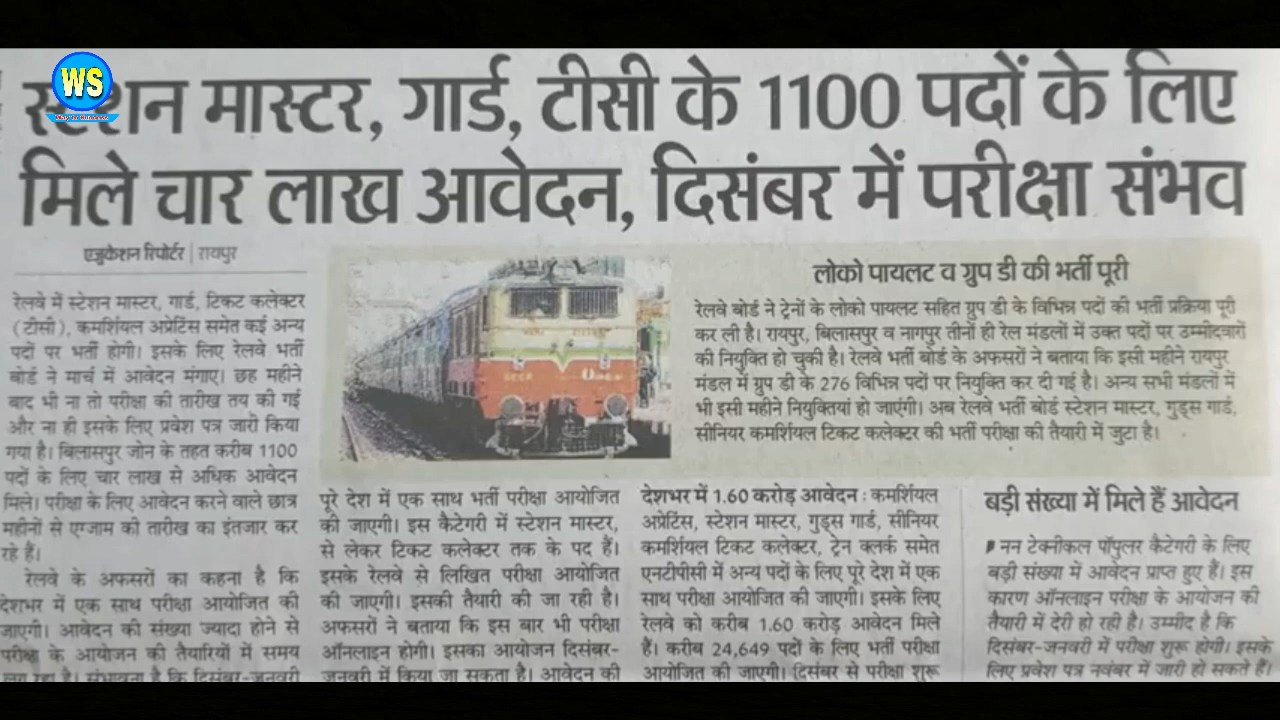 WS
स्टेशन मास्टर, गार्ड, टीसी के 1100 पदों के लिए
मिले चार लाख आवेदन, दिसंबर में परीक्षा संभव
एजुकेशन रिपोर्टर | रायपुर
रेलवे में स्टेशन मास्टर, गार्ड, टिकट कलेक्टर
(टीसी), कमर्शियल अप्रेटिंस समेत कई अन्य
पदों पर भर्ती होगी। इसके लिए रेलवे भर्ती
बोर्ड ने मार्च में आवेदन मंगाए। छह महीने
बाद भी ना तो परीक्षा की तारीख तय की गई
और ना ही इसके लिए प्रवेश पत्र जारी किया
गया है। बिलासपुर जोन के तहत करीब 1100
पदों के लिए चार लाख से अधिक आवेदन
मिले। परीक्षा के लिए आवेदन करने वाले छात्र
महीनों से एग्जाम की तारीख का इंतजार कर
रहे हैं।
रेलवे के अफसरों का कहना है कि
देशभर में एक साथ परीक्षा आयोजित की
जाएगी। आवेदन की संख्या ज्यादा होने से
परीक्षा के आयोजन की तैयारियों में समय
लग रहा है। संभावना है कि दिसंबर-जनवरी
लोको पायलट व ग्रुप डी की भर्ती पूरी
रेलवे बोर्ड ने ट्रेनों के लोको पायलट सहित ग्रुप डी के विभिन्न पदों की भर्ती प्रक्रिया पूरी
कर ली है। रायपुर, बिलासपुर व नागपुर तीनों ही रेल मंडलों में उक्त पदों पर उम्मीदवारों
की नियुक्ति हो चुकी है। रेलवे भर्ती बोर्ड के अफसरों ने बताया कि इसी महीने रायपुर
मंडल में ग्रुप डी के 276 विभिन्न पदों पर नियुक्ति कर दी गई है। अन्य सभी मंडलों में
भी इसी महीने नियुक्तियां हो जाएंगी। अब रेलवे भर्ती बोर्ड स्टेशन मास्टर, गुड्स गार्ड,
सीनियर कमर्शियल टिकट कलेक्टर की भर्ती परीक्षा की तैयारी में जुटा है।
पूरे देश में एक साथ भर्ती परीक्षा आयोजित
की जाएगी। इस कैटेगरी में स्टेशन मास्टर,
से लेकर टिकट कलेक्टर तक के पद हैं।
इसके रेलवे से लिखित परीक्षा आयोजित
की जाएगी। इसकी तैयारी की जा रही है।
अफसरों ने बताया कि इस बार भी परीक्षा
ऑनलाइन होगी। इसका आयोजन दिसंबर-
जनवरी में किया जा सकता है। आवेदन की
देशभर में 1.60 करोड़ आवेदन : कमर्शियल
अप्रेटिंस, स्टेशन मास्टर, गुड्स गार्ड, सीनियर
कमर्शियल टिकट कलेक्टर, ट्रेन क्लर्क समेत
एनटीपीसी में अन्य पदों के लिए पूरे देश में एक
साथ परीक्षा आयोजित की जाएगी। इसके लिए
रेलवे को करीब 1.60 करोड़ आवेदन मिले
हैं। करीब 24,649 पदों के लिए भर्ती परीक्षा
आयोजित की जाएगी। दिसंबर से परीक्षा शुरू
बड़ी संख्या में मिले हैं आवेदन
नन टेक्नीकल पॉपुलर कैटेगरी के लिए
बड़ी संख्या में आवेदन प्राप्त हुए हैं। इस
कारण ऑनलाइन परीक्षा के आयोजन की
तैयारी में देरी हो रही है। उम्मीद है कि
दिसंबर-जनवरी में परीक्षा शुरू होगी। इसके
लिए प्रवेश पत्र नवंबर में जारी हो सकते हैं।